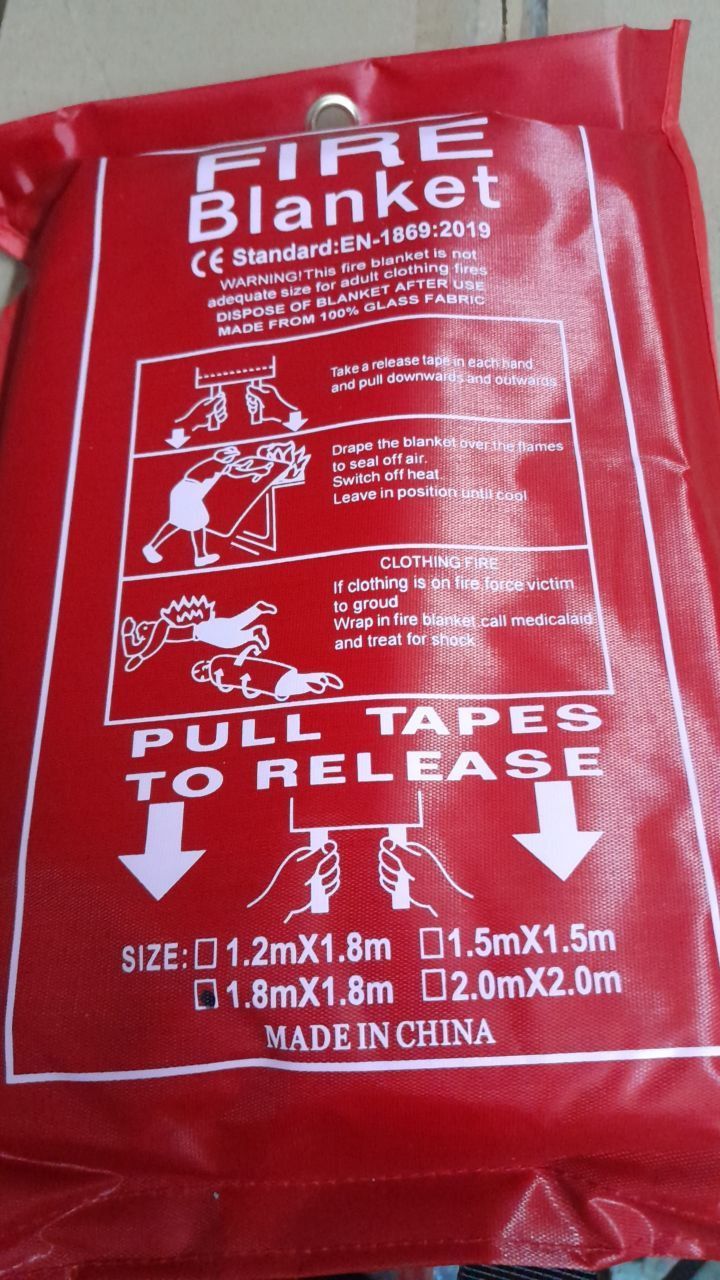 FIRE
Blanket
CE Standard:EN-1869:2019
WARNING!This fire blanket is not
adequate size for adult clothing fires
DISPOSE OF BLANKET AFTER USE
MADE FROM 100% GLASS FABRIC
Take a release tape in each hand
and pull downwards and outwards
Drape the blanket over the flames
to seal off air.
Switch off heat.
Leave in position until cool
CLOTHING FIRE
If clothing is on fire,force victim
to groud
Wrap in fire blanket,call medicalaid
and treat for shock
PULL TAPES
TO RELEASE
SIZE: 1.2mX1.8m 1.5mX1.5m
1.8mX1.8m 2.0mX2.0m
MADE IN CHINA